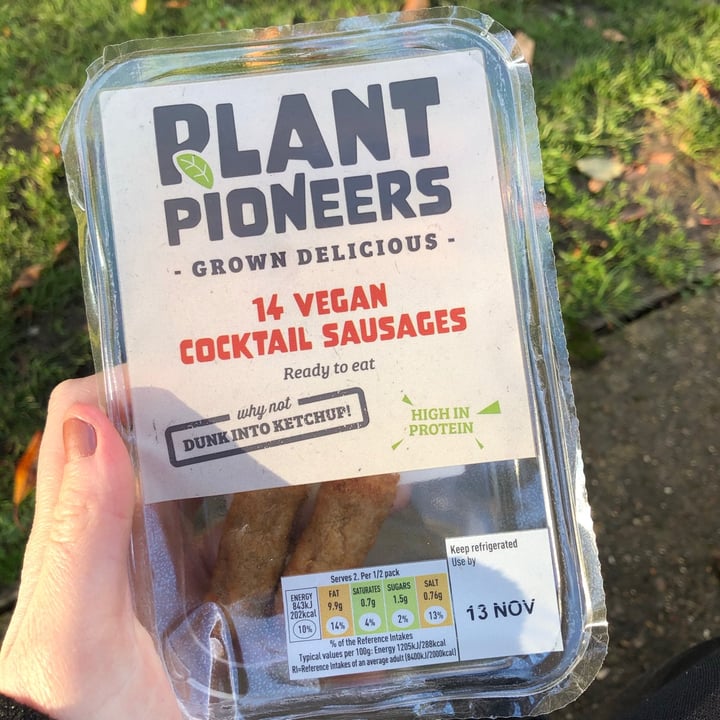 PLANT
PIONEERS
- GROWN DELICIOUS -
14 VEGAN
COCKTAIL SAUSAGES
Ready to eat
why not
DUNK INTO KETCHUP!
HIGH IN
PROTEIN
Keep refrigerated
Use by
13 NOV
Serves 2. Per 1/2 pack
ENERGY
843kJ
202kcal
10%
FAT
9.9g
14%
SATURATES
0.7g
4%
SUGARS
1.5g
2%
SALT
0.76g
13%
% of the Reference Intakes
Typical values per 100g: Energy 1205kJ/288kcal
RI=Reference Intakes of an average adult (8400kJ/2000kcal)